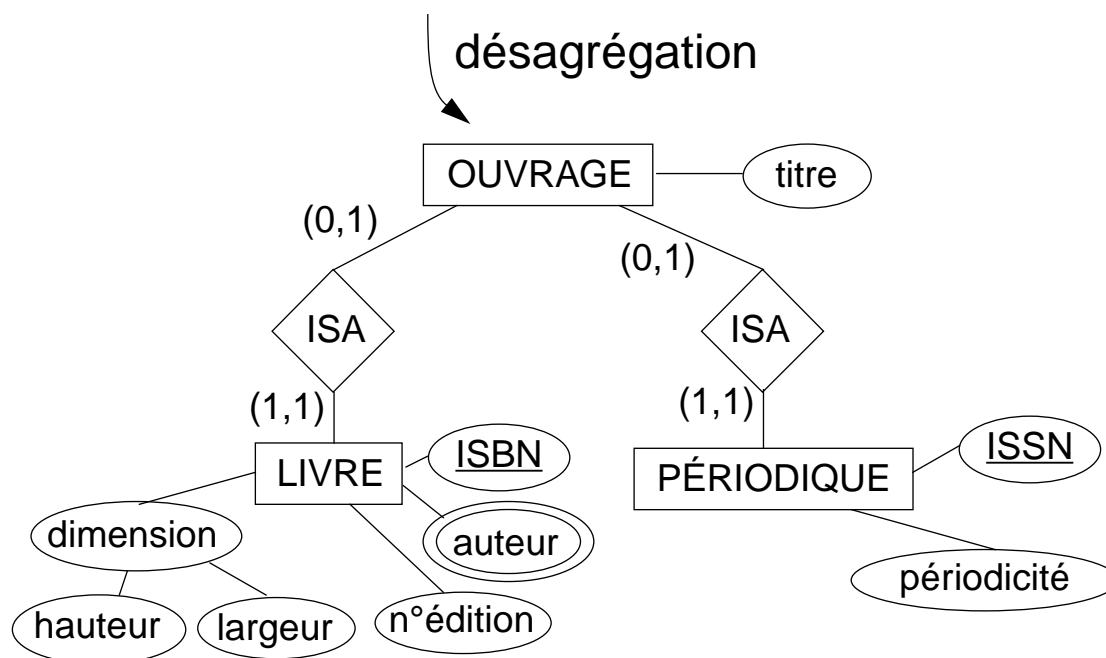 désagrégation
OUVRAGE
titre
(0,1)
(0,1)
ISA
ISA
(1,1)
(1,1)
ISBN
ISSN
LIVRE
PÉRIODIQUE
dimension
auteur
périodicité
hauteur
largeur
n°édition